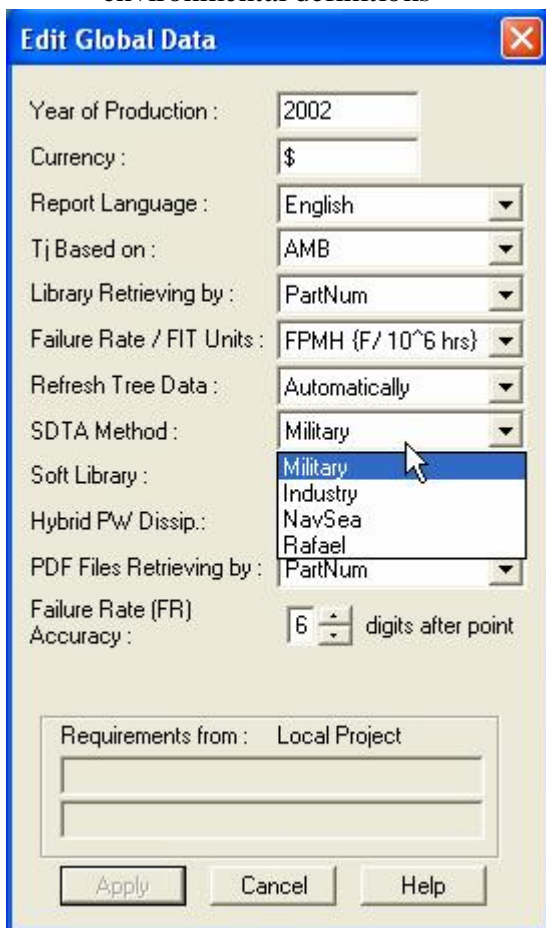 environmental definitions
Edit Global Data
Year of Production : 2002
Currency : $
Report Language : English
Tj Based on : AMB
Library Retrieving by : PartNum
Failure Rate / FIT Units : FPMH {F/ 10^6 hrs}
Refresh Tree Data : Automatically
SDTA Method : Military
Soft Library : Military
Industry
Hybrid PW Dissip.: NavSea
Rafael
PDF Files Retrieving by : PartNum
Failure Rate (FR)
Accuracy : 6 digits after point
Requirements from : Local Project
Apply Cancel Help